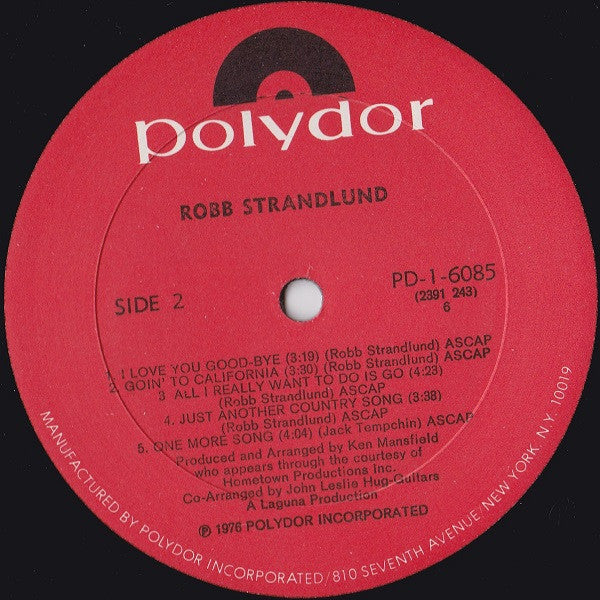 polydor
ROBB STRANDLUND
SIDE 2
PD-1-6085
(2391 243)
6
1. I LOVE YOU GOOD-BYE (3:19) (Robb Strandlund) ASCAP
2. GOIN' TO CALIFORNIA (3:30) (Robb Strandlund) ASCAP
3. ALL I REALLY WANT TO DO IS GO (4:23)
(Robb Strandlund) ASCAP
4. JUST ANOTHER COUNTRY SONG (3:38)
(Robb Strandlund) ASCAP
5. ONE MORE SONG (4:04) (Jack Tempchin) ASCAP
Produced and Arranged by Ken Mansfield
who appears through the courtesy of
Hometown Productions Inc.
Co-Arranged by John Leslie Hug-Guitars
A Laguna Production
℗ 1976 POLYDOR INCORPORATED
MANUFACTURED BY POLYDOR INCORPORATED/810 SEVENTH AVENUE/NEW YORK, N.Y. 10019